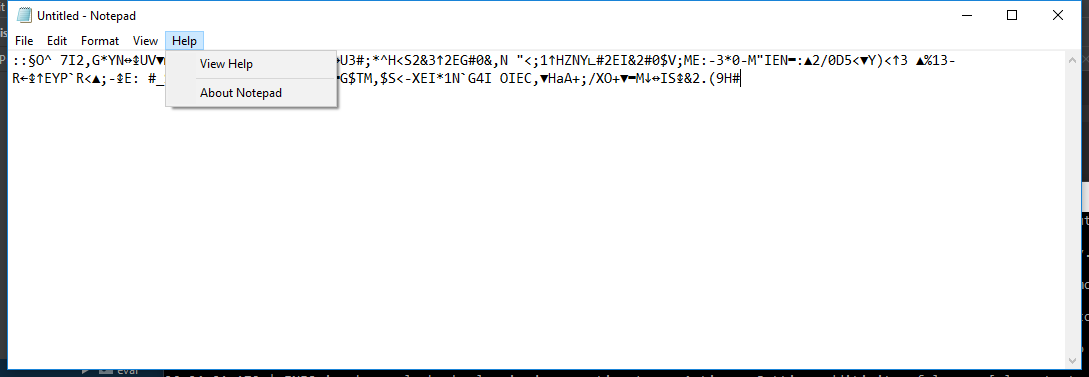 Untitled - Notepad
File Edit Format View Help
::§O^ 7I2,G*YN↔↨UV▼ U3#;*^H<S2&3↑2EG#0&,N "<;1↑HZNY∟#2EI&2#0$V;ME:-3*0-M"IEN▬:▲2/0D5<▼Y)<↑3 ▲%13-
R←↨↑EYP`R<▲;-↨E: #_ G$TM,$S<-XEI*1N`G4I OIEC,▼HaA+;/XO+▼▬M↓↔IS↨&2.(9H#
View Help
About Notepad
eval